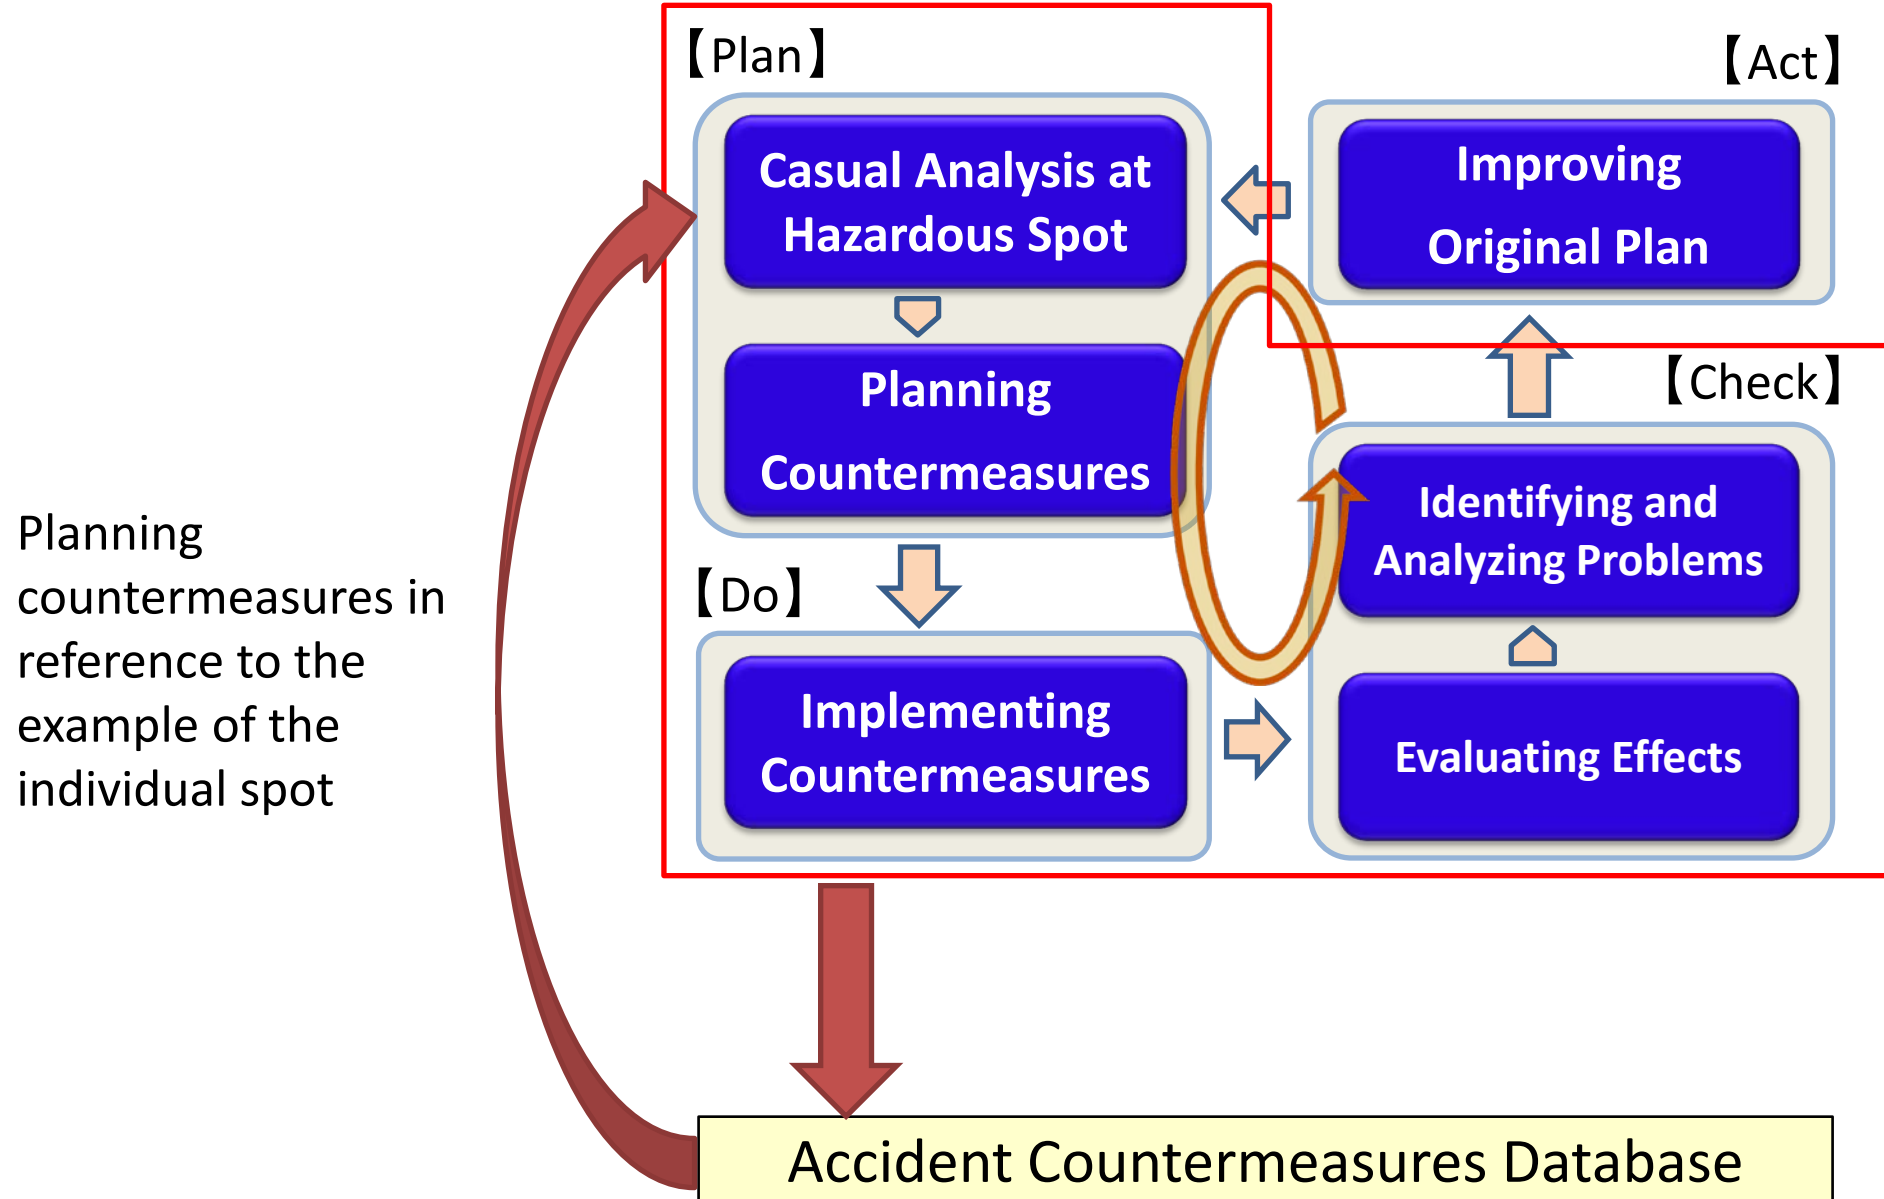 【Plan】
Casual Analysis at
Hazardous Spot
Planning
Countermeasures
【Do】
Implementing
Countermeasures
【Act】
Improving
Original Plan
【Check】
Identifying and
Analyzing Problems
Evaluating Effects
Planning
countermeasures in
reference to the
example of the
individual spot
Accident Countermeasures Database